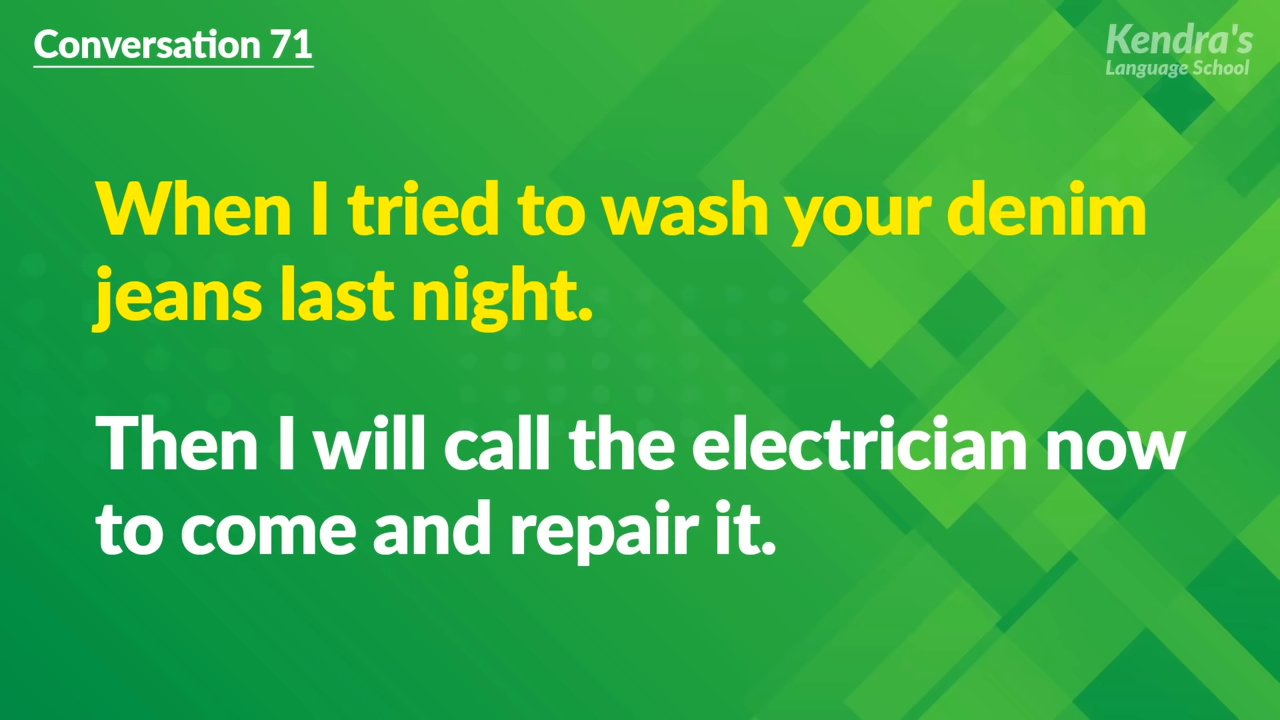 Conversation 71
Kendra's
Language School
When I tried to wash your denim
jeans last night.
Then I will call the electrician now
to come and repair it.